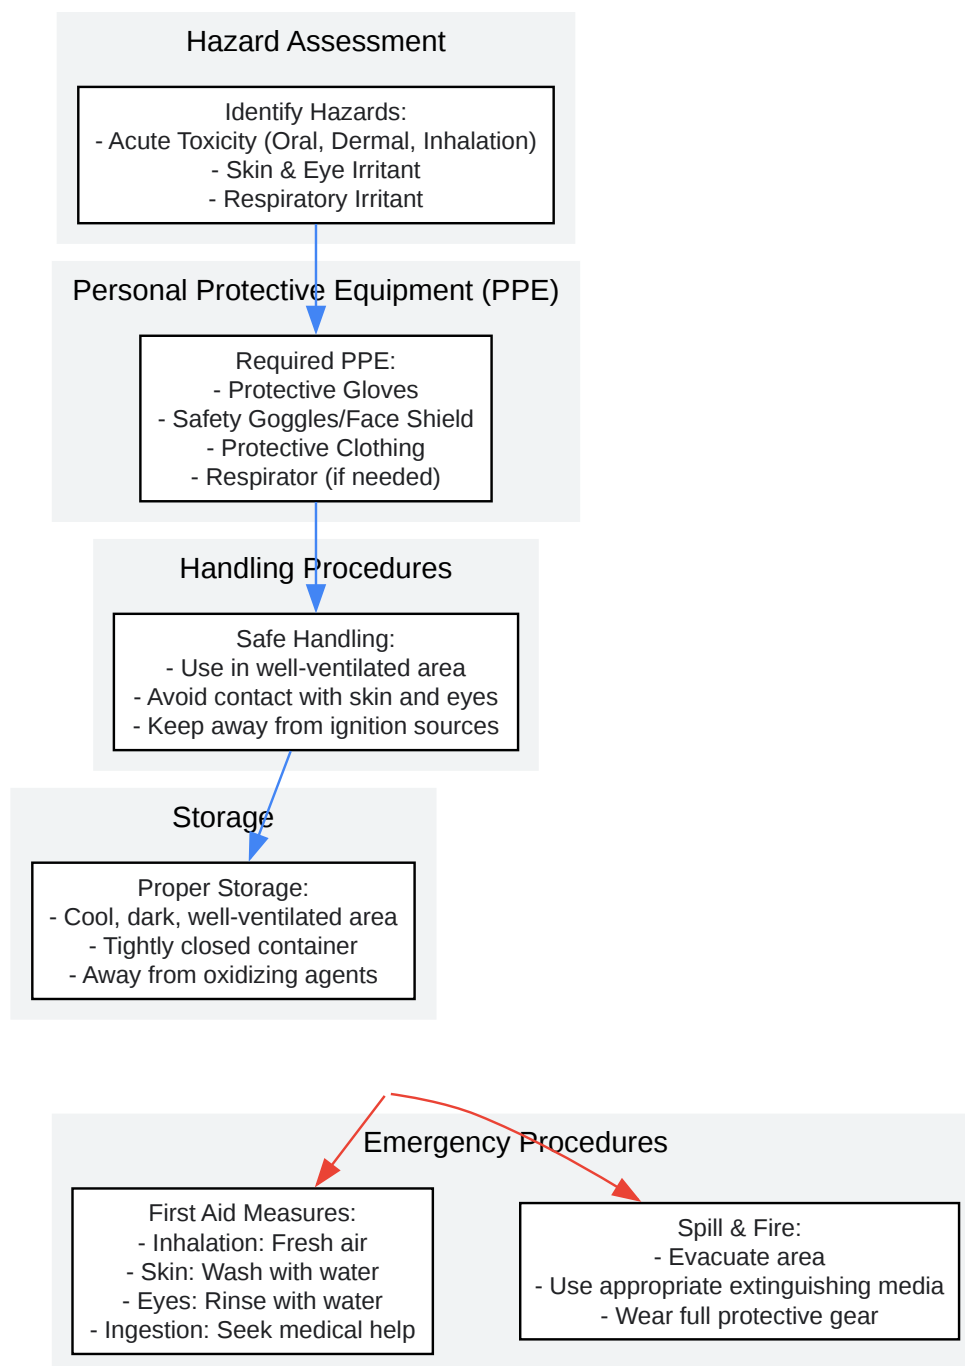 Hazard Assessment
Identify Hazards:
- Acute Toxicity (Oral, Dermal, Inhalation)
- Skin & Eye Irritant
- Respiratory Irritant
Personal Protective Equipment (PPE)
Required PPE:
- Protective Gloves
- Safety Goggles/Face Shield
- Protective Clothing
- Respirator (if needed)
Handling Procedures
Safe Handling:
- Use in well-ventilated area
- Avoid contact with skin and eyes
- Keep away from ignition sources
Storage
Proper Storage:
- Cool, dark, well-ventilated area
- Tightly closed container
- Away from oxidizing agents
Emergency Procedures
First Aid Measures:
- Inhalation: Fresh air
- Skin: Wash with water
- Eyes: Rinse with water
- Ingestion: Seek medical help
Spill & Fire:
- Evacuate area
- Use appropriate extinguishing media
- Wear full protective gear